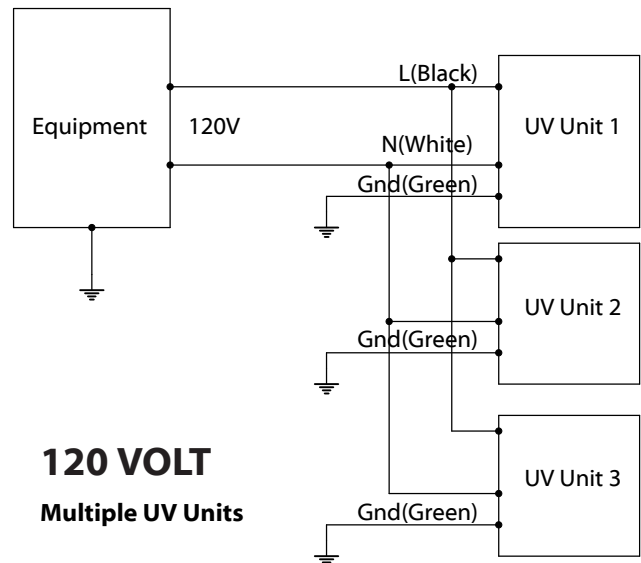 L(Black)
Equipment
120V
UV Unit 1
N(White)
Gnd(Green)
UV Unit 2
Gnd(Green)
120 VOLT
UV Unit 3
Multiple UV Units
Gnd(Green)